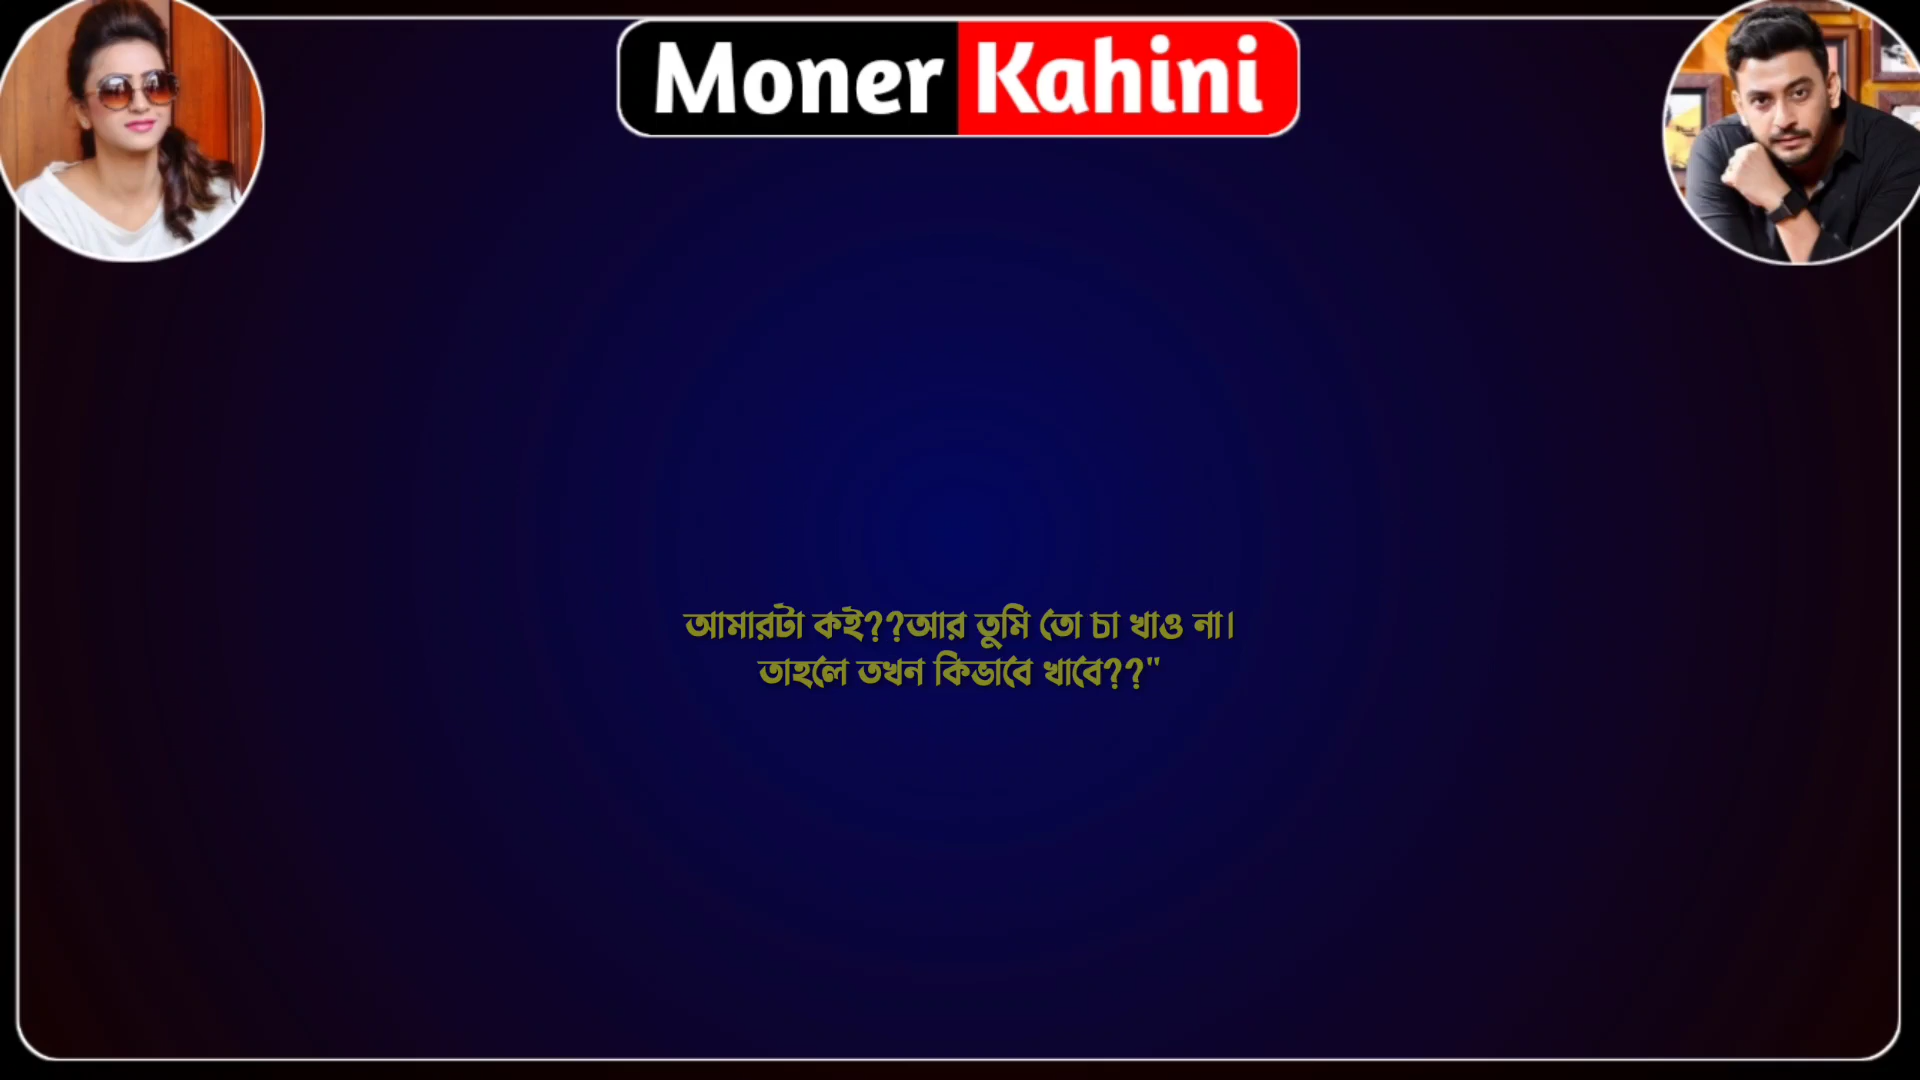 Moner Kahini
আমারটা কই??আর তুমি তো চা খাও না।
তাহলে তখন কিভাবে খাবে??"